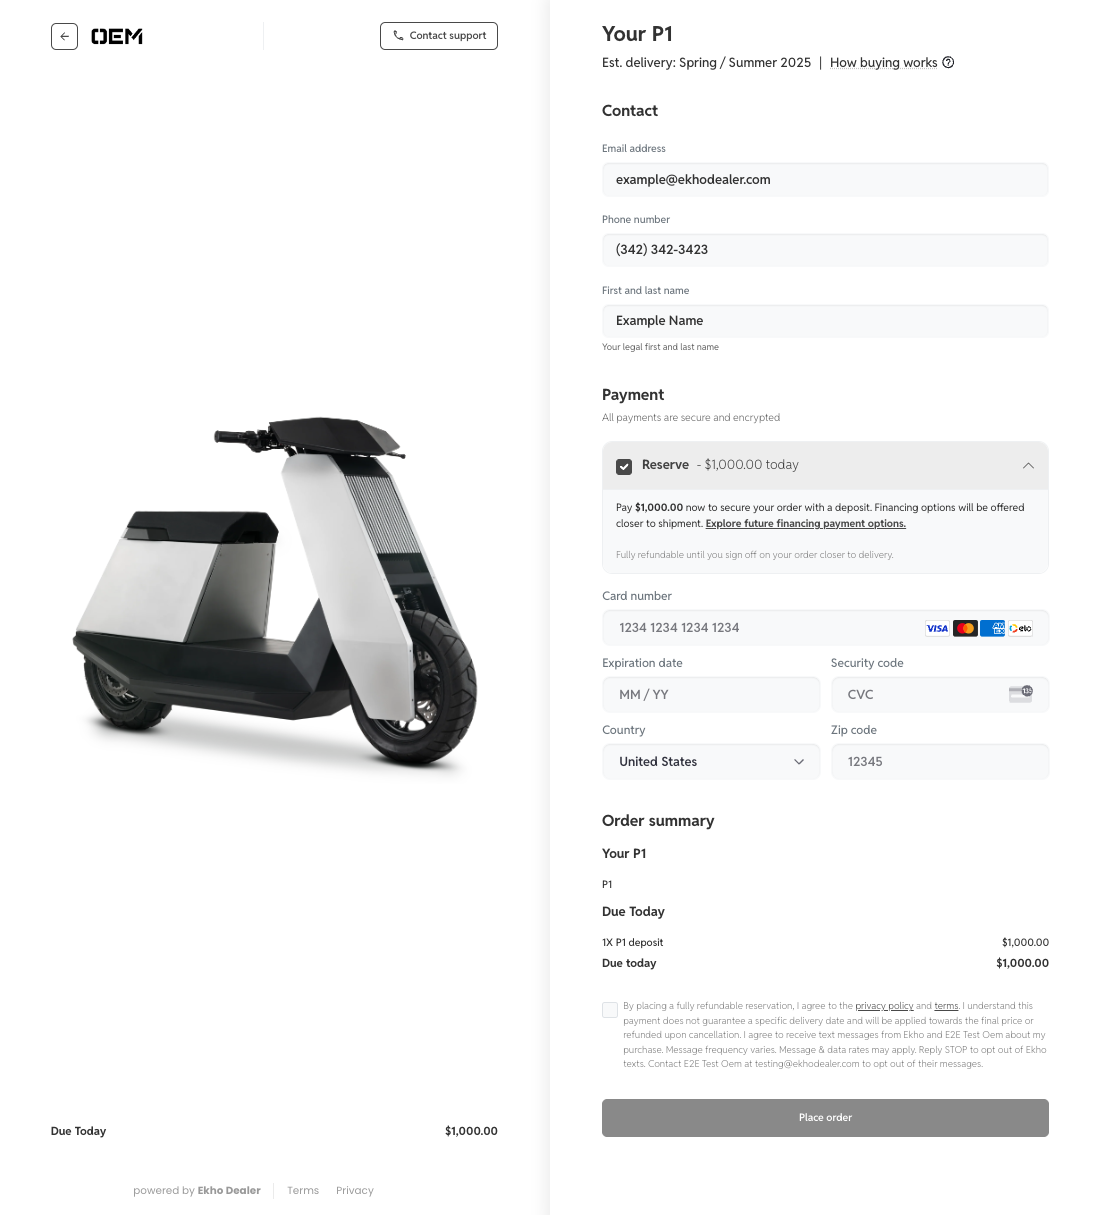 OEM
Contact support
Due Today $1,000.00
powered by Ekho Dealer Terms Privacy
Your P1
Est. delivery: Spring / Summer 2025 | How buying works
Contact
Email address
example@ekhodealer.com
Phone number
(342) 342-3423
First and last name
Example Name
Your legal first and last name
Payment
All payments are secure and encrypted
Reserve - $1,000.00 today
Pay $1,000.00 now to secure your order with a deposit. Financing options will be offered
closer to shipment. Explore future financing payment options.
Fully refundable until you sign off on your order closer to delivery.
Card number
1234 1234 1234 1234 VISA AM EX elo
Expiration date Security code
MM / YY CVC 135
Country Zip code
United States 12345
Order summary
Your P1
P1
Due Today
1X P1 deposit $1,000.00
Due today $1,000.00
By placing a fully refundable reservation, I agree to the privacy policy and terms. I understand this
payment does not guarantee a specific delivery date and will be applied towards the final price or
refunded upon cancellation. I agree to receive text messages from Ekho and E2E Test Oem about my
purchase. Message frequency varies. Message & data rates may apply. Reply STOP to opt out of Ekho
texts. Contact E2E Test Oem at testing@ekhodealer.com to opt out of their messages.
Place order